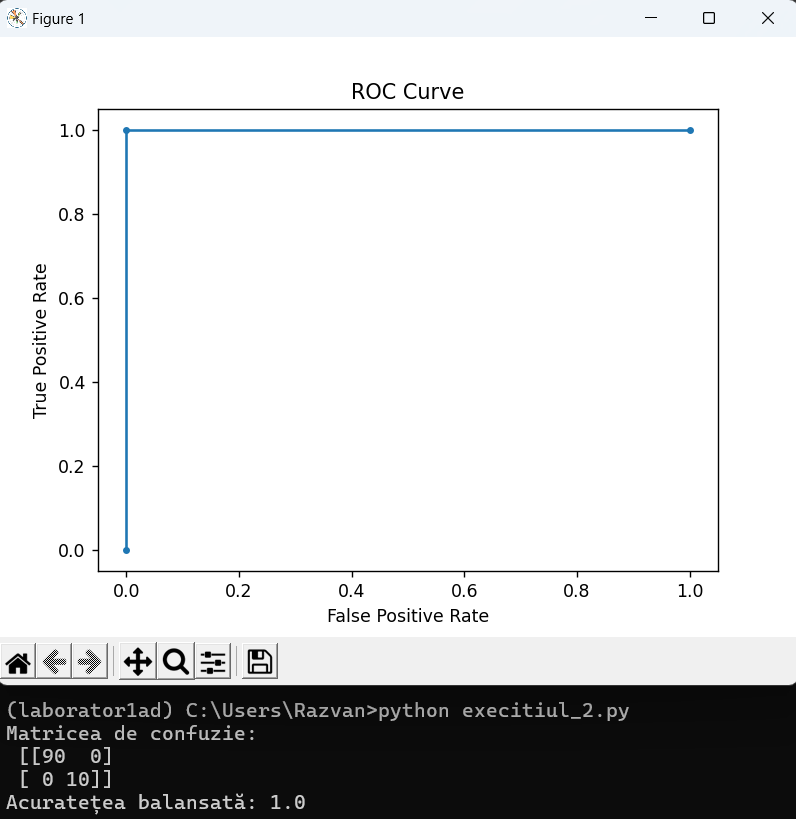 Figure 1
ROC Curve
1.0
0.8
0.6
0.4
0.2
0.0
True Positive Rate
0.0 0.2 0.4 0.6 0.8 1.0
False Positive Rate
(laborator1ad) C:\Users\Razvan>python execitiul_2.py
Matricea de confuzie:
[[90  0]
[ 0 10]]
Acuratețea balansată: 1.0